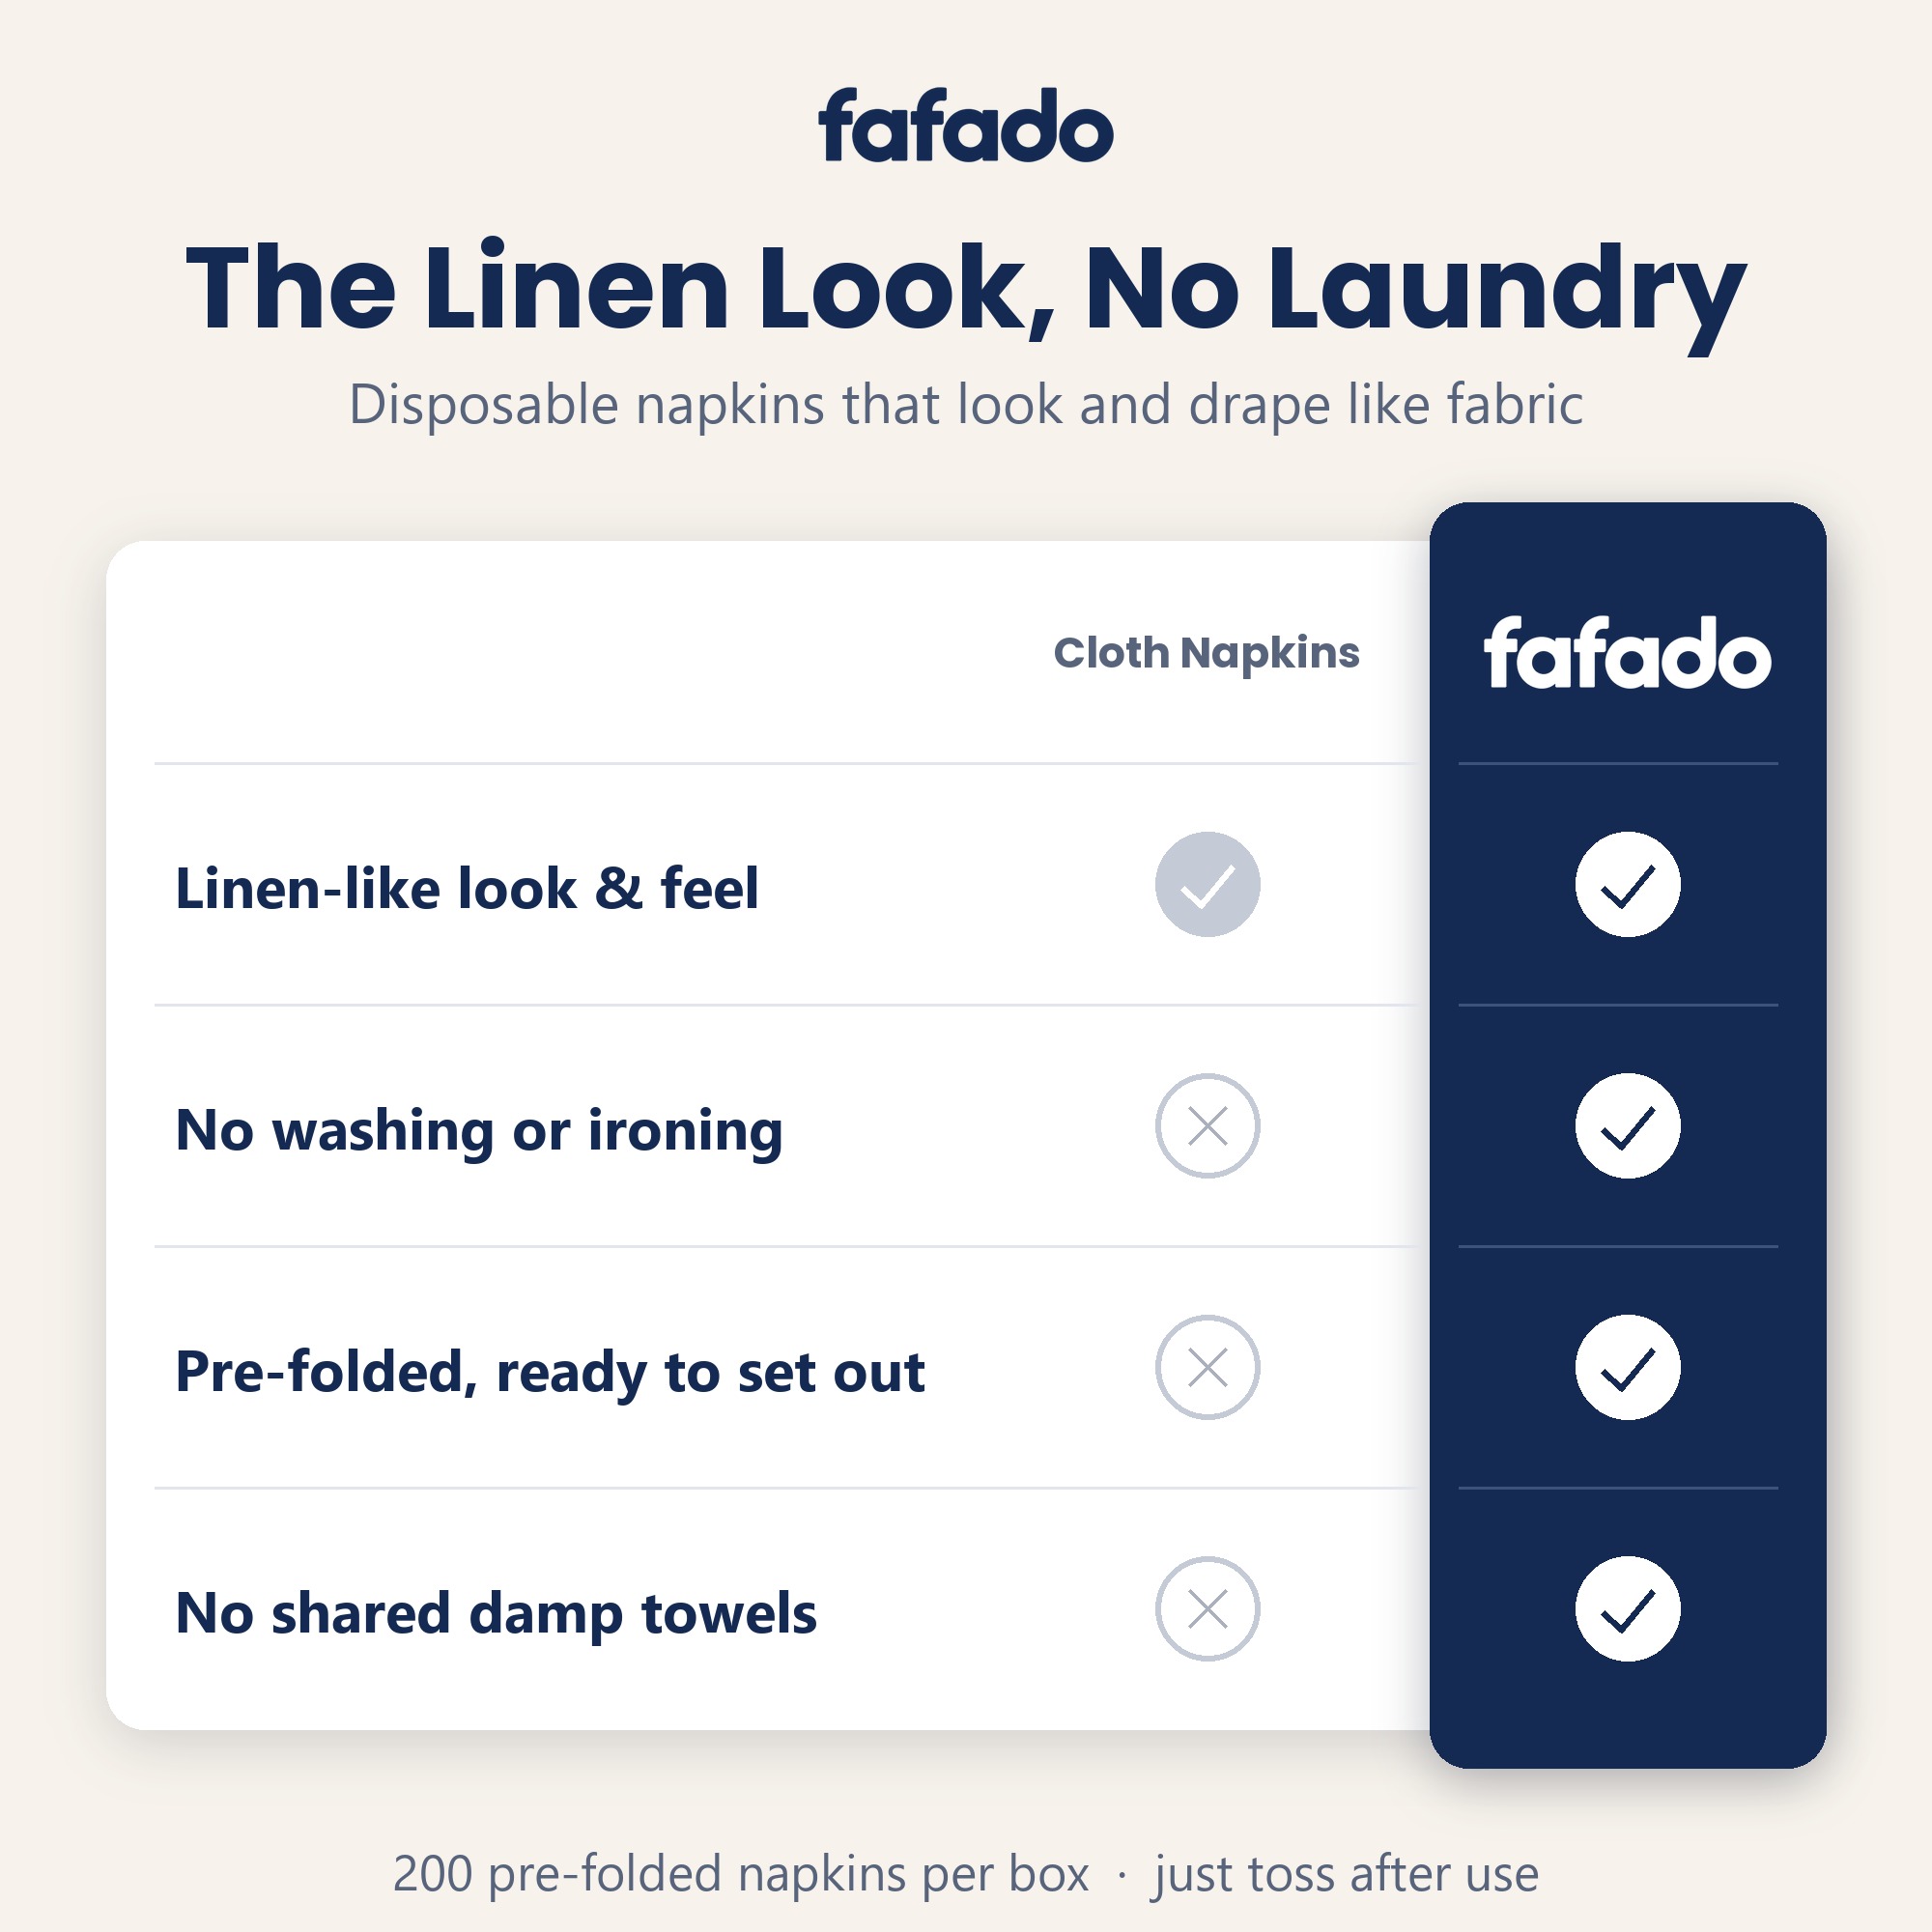 fafado
The Linen Look, No Laundry
Disposable napkins that look and drape like fabric
Cloth Napkins
fafado
Linen-like look & feel
No washing or ironing
Pre-folded, ready to set out
No shared damp towels
200 pre-folded napkins per box · just toss after use